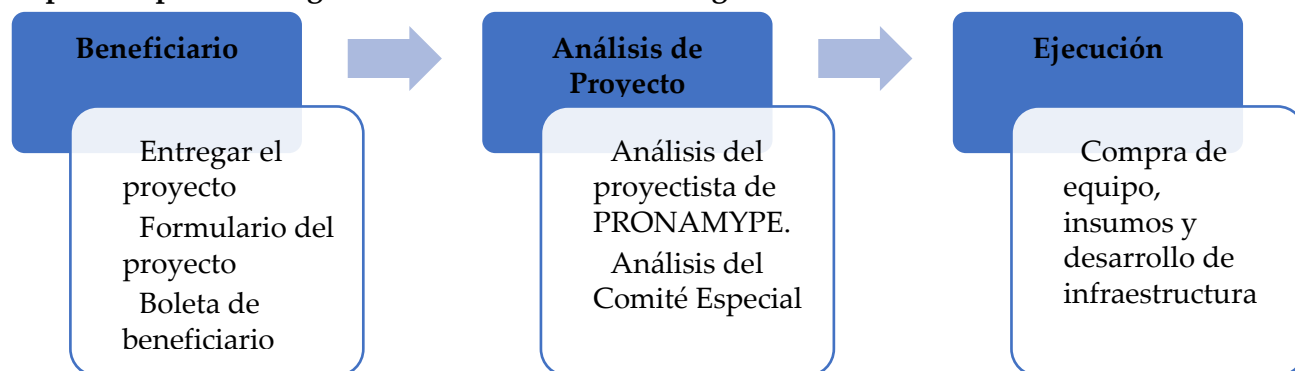 Beneficiario
Entregar el
proyecto
Formulario del
proyecto
Boleta de
beneficiario
Análisis de
Proyecto
Análisis del
proyectista de
PRONAMYPE.
Análisis del
Comité Especial
Ejecución
Compra de
equipo,
insumos y
desarrollo de
infraestructura